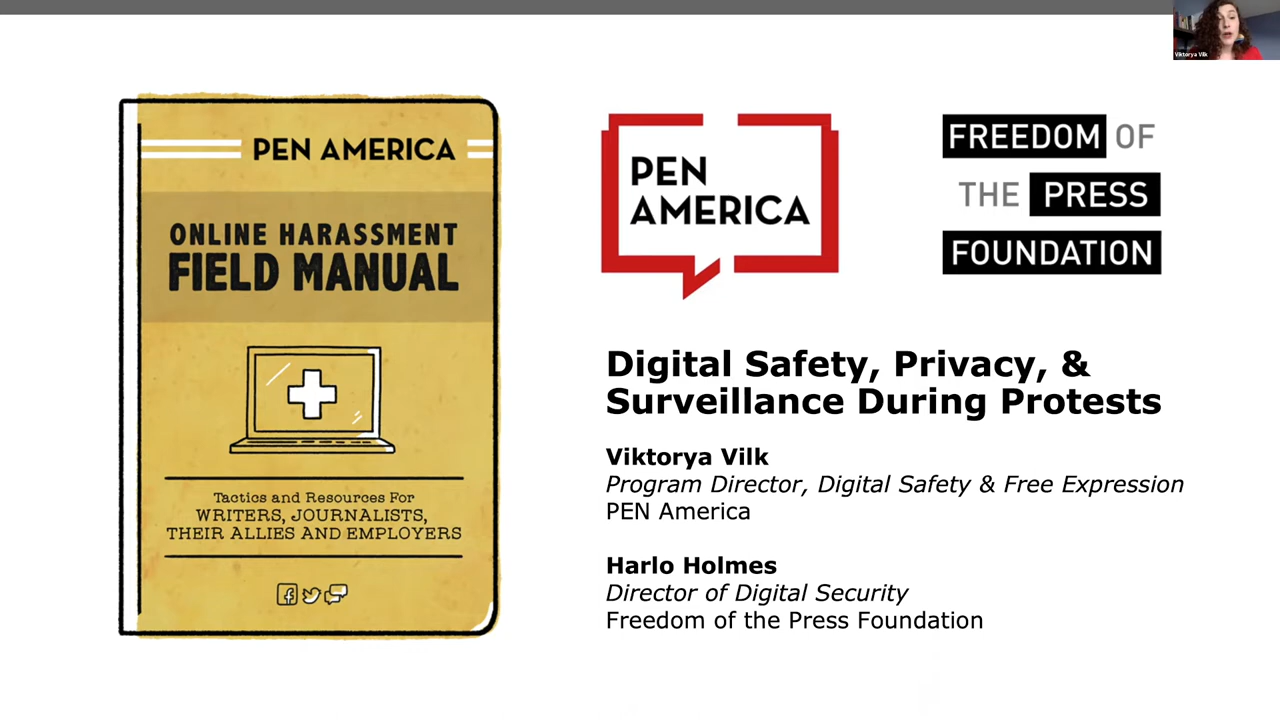 Viktorya Vilk
PEN AMERICA
ONLINE HARASSMENT
FIELD MANUAL
Tactics and Resources For
WRITERS, JOURNALISTS,
THEIR ALLIES AND EMPLOYERS
PEN
AMERICA
FREEDOM OF
THE PRESS
FOUNDATION
Digital Safety, Privacy, &
Surveillance During Protests
Viktorya Vilk
Program Director, Digital Safety & Free Expression
PEN America
Harlo Holmes
Director of Digital Security
Freedom of the Press Foundation